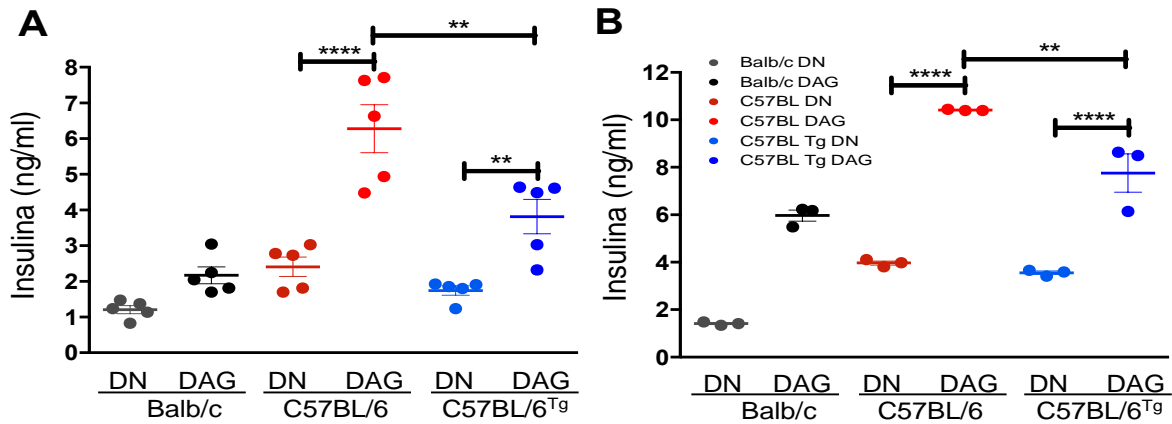 A
Insulina (ng/ml)
8
7
6
5
4
3
2
1
0
****
**
**
DN DAG DN DAG DN DAG
Balb/c C57BL/6 C57BL/6Tg
B
Insulina (ng/ml)
12
10
8
6
4
2
0
Balb/c DN
Balb/c DAG
C57BL DN
C57BL DAG
C57BL Tg DN
C57BL Tg DAG
****
**
****
DN DAG DN DAG DN DAG
Balb/c C57BL/6 C57BL/6Tg